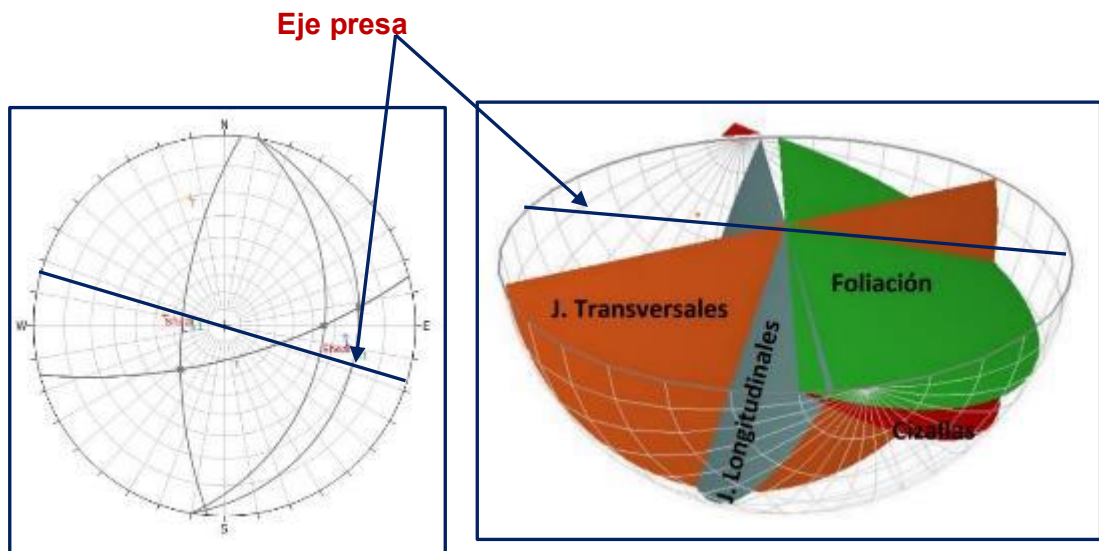 Eje presa
N
W
E
S
J. Transversales
Foliación
J. Longitudinales
Cizallas